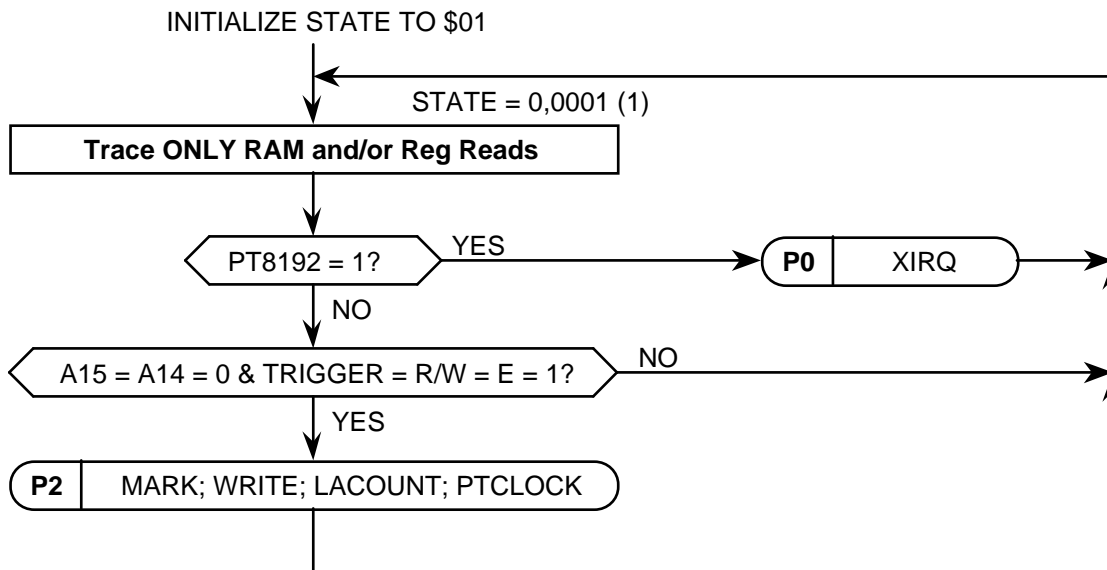 INITIALIZE STATE TO $01
STATE = 0,0001 (1)
Trace ONLY RAM and/or Reg Reads
PT8192 = 1?
YES
P0 XIRQ
NO
A15 = A14 = 0 & TRIGGER = R/W = E = 1?
NO
YES
P2 MARK; WRITE; LACOUNT; PTCLOCK